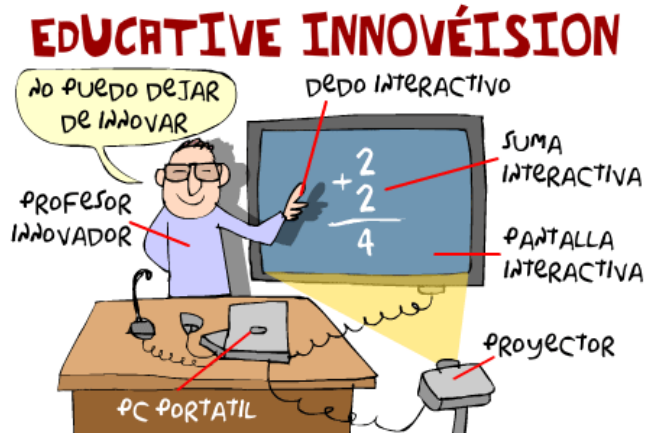 EDUCATIVE INNOVÉISION
NO PUEDO DEJAR
DE INNOVAR
DEDO INTERACTIVO
2
+ 2
4
SUMA
INTERACTIVA
PROFESOR
INNOVADOR
PANTALLA
INTERACTIVA
PROYECTOR
PC PORTATIL